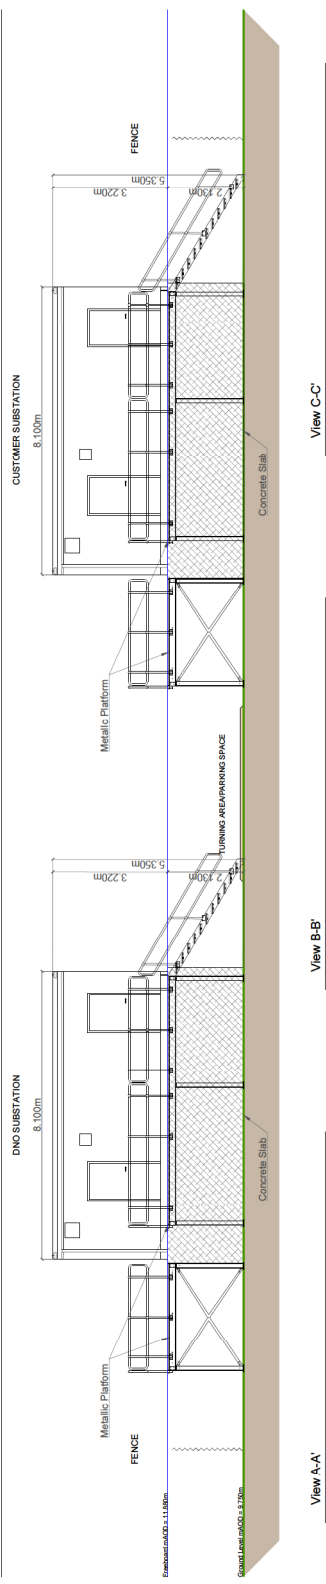 DNO SUBSTATION
8.100m
CUSTOMER SUBSTATION
8.100m
FENCE
Metallic Platform
3.220m
5.350m
2.130m
TURNING AREA/PARKING SPACE
Metallic Platform
3.220m
5.350m
2.130m
FENCE
Freeboard mAOD = 11.880m
Ground Level mAOD = 9.750m
Concrete Slab
Concrete Slab
View A-A'
View B-B'
View C-C'